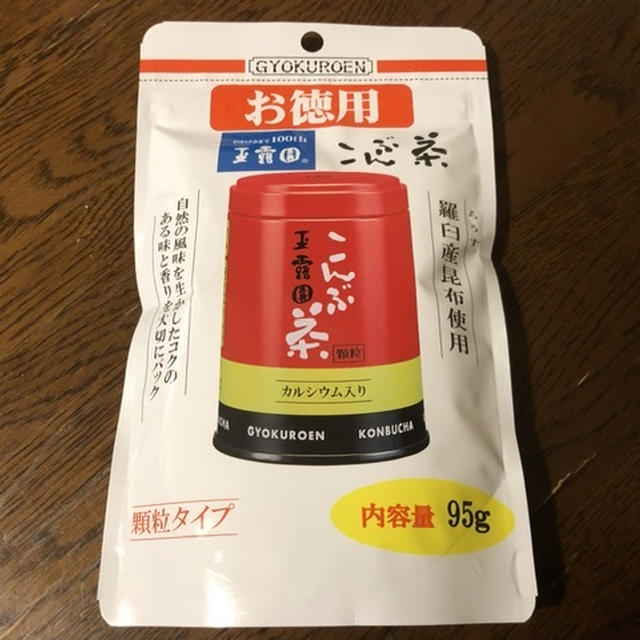 GYOKUROEN
お徳用
おかげさまで100th
玉露園®
こんぶ茶
らうす
羅臼産昆布使用
自然の風味を生かしたコクの
ある味と香りを大切にパック
こんぶ茶
玉露園
顆粒
カルシウム入り
CHA GYOKUROEN KONBUCHA
顆粒タイプ
内容量 95g